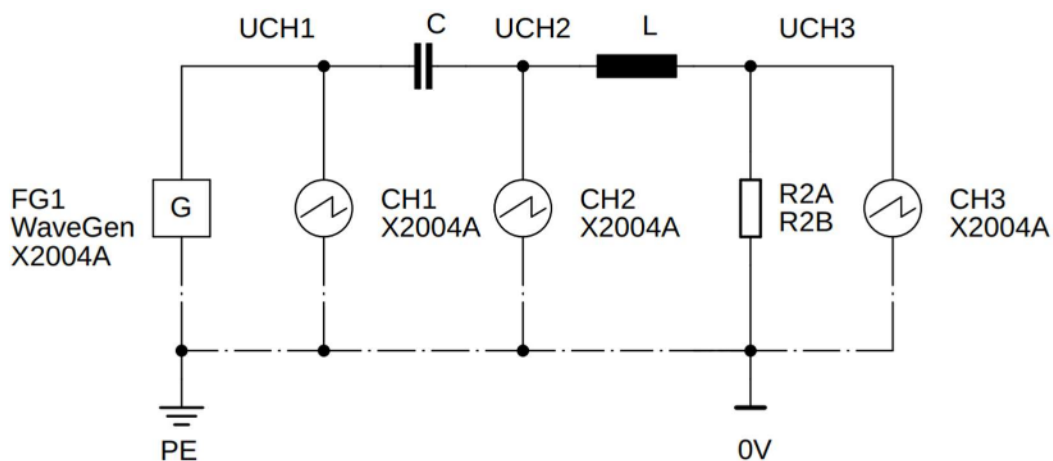 UCH1
C
UCH2
L
UCH3
FG1
WaveGen
X2004A
G
CH1
X2004A
CH2
X2004A
R2A
R2B
CH3
X2004A
PE
0V